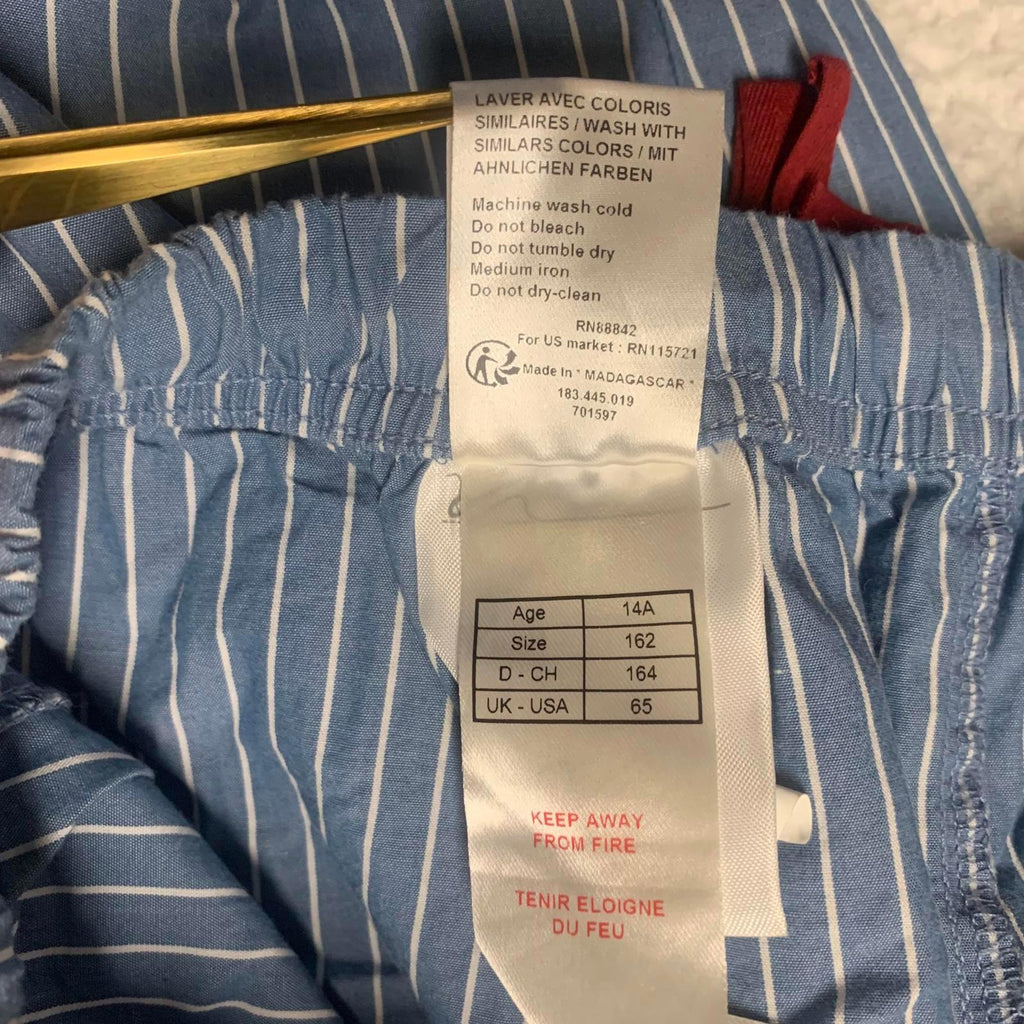 LAVER AVEC COLORIS
SIMILAIRES / WASH WITH
SIMILARS COLORS / MIT
AHNLICHEN FARBEN
Machine wash cold
Do not bleach
Do not tumble dry
Medium iron
Do not dry-clean
RN88842
For US market : RN115721
Made In " MADAGASCAR "
183.445.019
701597
Age 14A
Size 162
D - CH 164
UK - USA 65
KEEP AWAY
FROM FIRE
TENIR ELOIGNE
DU FEU